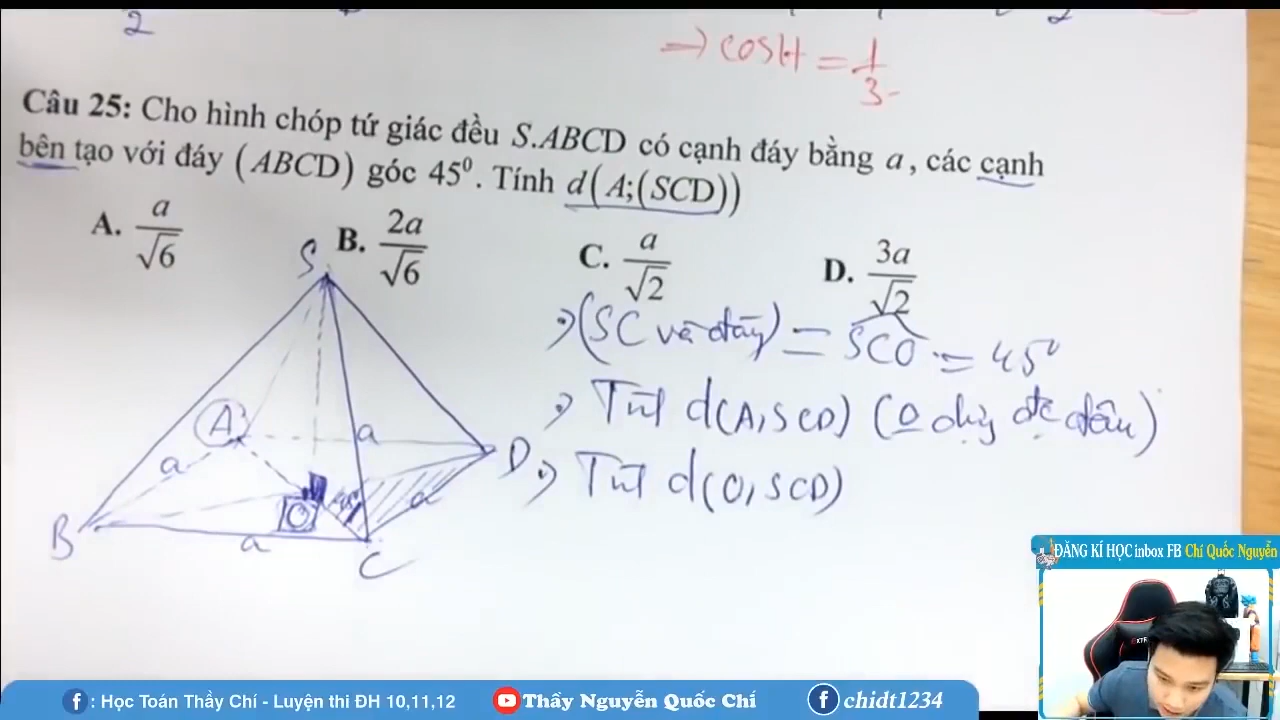 2
→ cosH = 1/3
Câu 25: Cho hình chóp tứ giác đều S.ABCD có cạnh đáy bằng a, các cạnh
bên tạo với đáy (ABCD) góc 45⁰. Tính d(A;(SCD))
A. a/√6 B. 2a/√6 C. a/√2 D. 3a/√2
S
(SC và đáy) = SCO = 45⁰
Tính d(A,SCD) (O
Tính d(O,SCD)
A
a
a
D
45⁰
a
O
B
a
C
ĐĂNG KÍ HỌC inbox FB Chí Quốc Nguyễn
f : Học Toán Thầy Chí - Luyện thi ĐH 10,11,12
Thầy Nguyễn Quốc Chí
f chidt1234